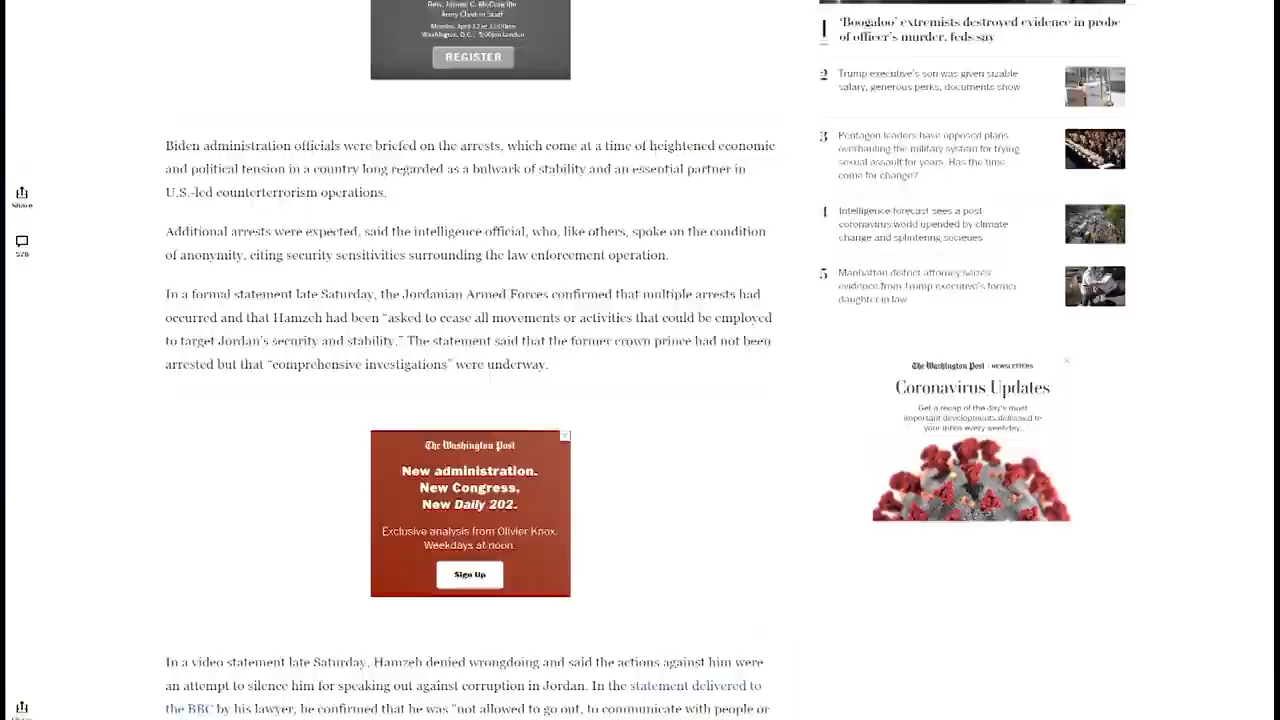 Gen. James C. McConville
Army Chief of Staff
Washington, D.C. | 5:00pm London
REGISTER
Biden administration officials were briefed on the arrests, which come at a time of heightened economic
and political tension in a country long regarded as a bulwark of stability and an essential partner in
U.S.-led counterterrorism operations.
Share
578
Additional arrests were expected, said the intelligence official, who, like others, spoke on the condition
of anonymity, citing security sensitivities surrounding the law enforcement operation.
In a formal statement late Saturday, the Jordanian Armed Forces confirmed that multiple arrests had
occurred and that Hamzeh had been “asked to cease all movements or activities that could be employed
to target Jordan’s security and stability.” The statement said that the former crown prince had not been
arrested but that “comprehensive investigations” were underway.
The Washington Post
New administration.
New Congress.
New Daily 202.
Exclusive analysis from Olivier Knox.
Weekdays at noon.
Sign Up
In a video statement late Saturday, Hamzeh denied wrongdoing and said the actions against him were
an attempt to silence him for speaking out against corruption in Jordan. In the statement delivered to
the BBC by his lawyer, he confirmed that he was “not allowed to go out, to communicate with people or
1
‘Boogaloo’ extremists destroyed evidence in probe
of officer’s murder, feds say
2
Trump executive’s son was given sizable
salary, generous perks, documents show
3
Pentagon leaders have opposed plans
overhauling the military system for trying
sexual assault for years. Has the time
come for change?
4
Intelligence forecast sees a post
coronavirus world upended by climate
change and splintering societies
5
Manhattan district attorney seizes
evidence from Trump executive’s former
daughter in law
The Washington Post | NEWSLETTERS
Coronavirus Updates
Get a recap of the day’s most
important developments delivered to
your inbox every weekday.